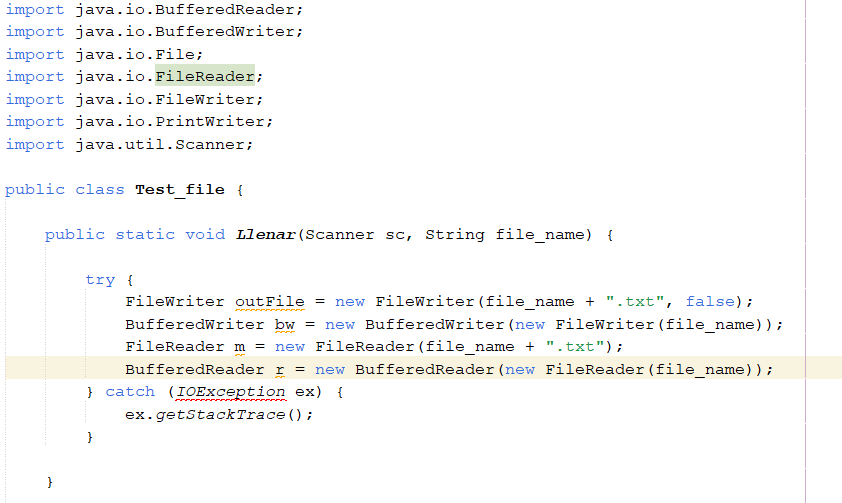 import java.io.BufferedReader;
import java.io.BufferedWriter;
import java.io.File;
import java.io.FileReader;
import java.io.FileWriter;
import java.io.PrintWriter;
import java.util.Scanner;

public class Test_file {

    public static void Llenar(Scanner sc, String file_name) {

        try {
            FileWriter outFile = new FileWriter(file_name + ".txt", false);
            BufferedWriter bw = new BufferedWriter(new FileWriter(file_name));
            FileReader m = new FileReader(file_name + ".txt");
            BufferedReader r = new BufferedReader(new FileReader(file_name));
        } catch (IOException ex) {
            ex.getStackTrace();
        }

    }